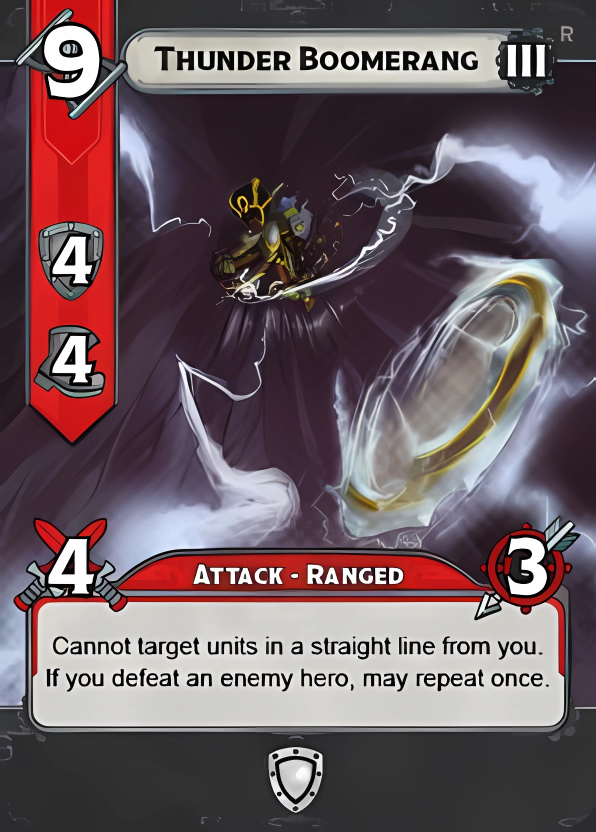 9
THUNDER BOOMERANG
III
R
4
4
4
ATTACK - RANGED
3
Cannot target units in a straight line from you.
If you defeat an enemy hero, may repeat once.